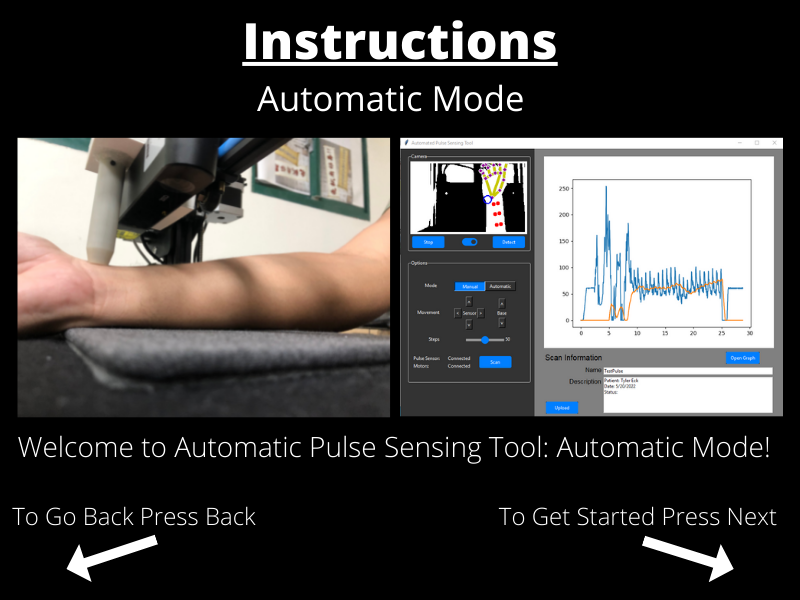 Instructions
Automatic Mode
Automated Pulse Sensing Tool
Camera
Stop
Detect
Options
Mode
Manual
Automatic
Movement
< Sensor >
Base
Steps
50
Pulse Sensor: Connected
Motors: Connected
Scan
250
200
150
100
50
0
0 5 10 15 20 25 30
Scan Information
Open Graph
Name TestPulse
Description Patient: Tyler Eck
Date: 5/20/2022
Status:
Upload
Welcome to Automatic Pulse Sensing Tool: Automatic Mode!
To Go Back Press Back
To Get Started Press Next